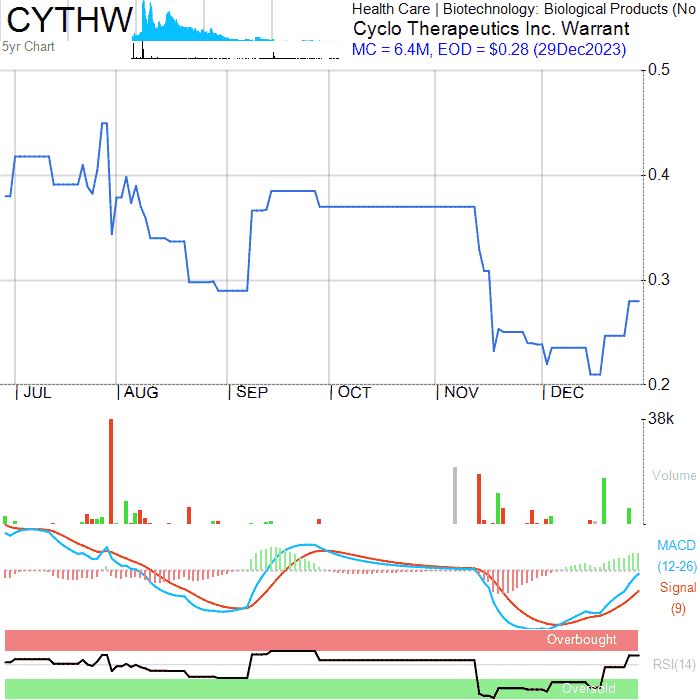 CYTHW
5yr Chart
Health Care | Biotechnology: Biological Products (No
Cyclo Therapeutics Inc. Warrant
MC = 6.4M, EOD = $0.28 (29Dec2023)
0.5
0.4
0.3
0.2
JUL AUG SEP OCT NOV DEC
38k
Volume
MACD
(12-26)
Signal
(9)
Overbought
RSI(14)
Oversold